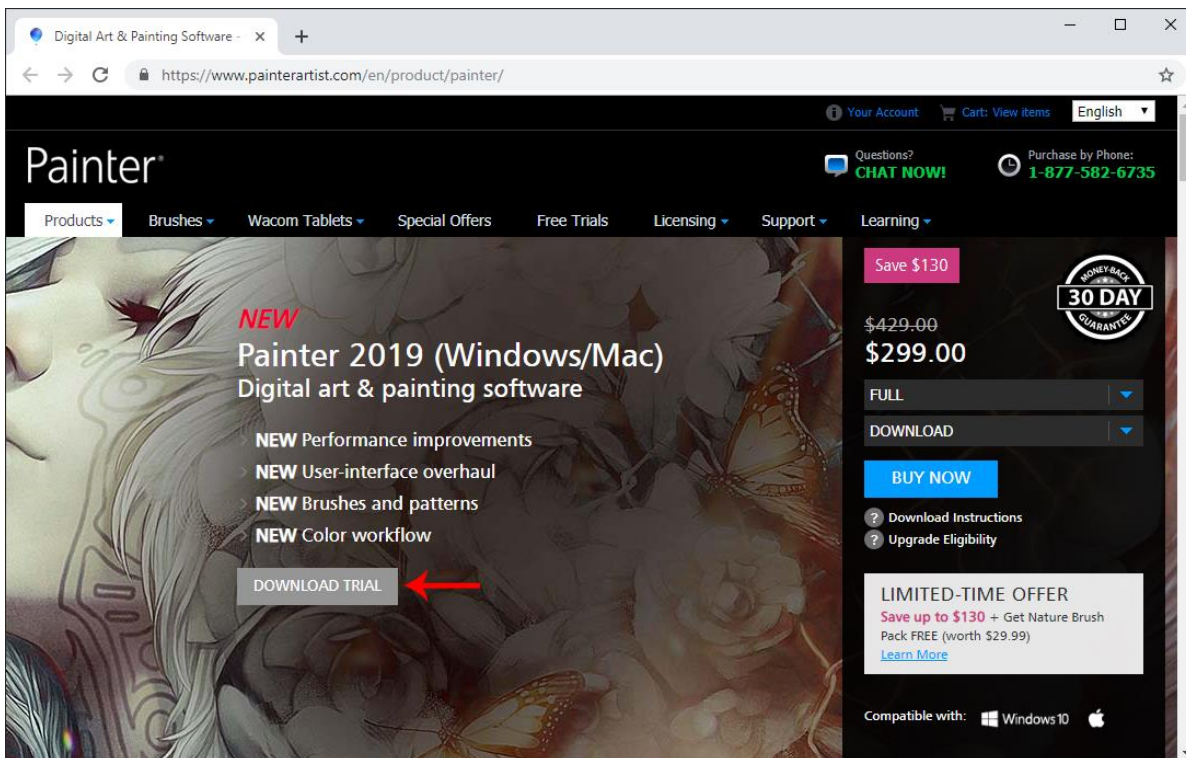 Digital Art & Painting Software -
https://www.painterartist.com/en/product/painter/
Your Account Cart: View items English
Painter
Questions?
CHAT NOW!
Purchase by Phone:
1-877-582-6735
Products Brushes Wacom Tablets Special Offers Free Trials Licensing Support Learning
Save $130
MONEY-BACK
30 DAY
GUARANTEE
$429.00
$299.00
FULL
DOWNLOAD
BUY NOW
? Download Instructions
? Upgrade Eligibility
NEW
Painter 2019 (Windows/Mac)
Digital art & painting software
NEW Performance improvements
NEW User-interface overhaul
NEW Brushes and patterns
NEW Color workflow
DOWNLOAD TRIAL
LIMITED-TIME OFFER
Save up to $130 + Get Nature Brush
Pack FREE (worth $29.99)
Learn More
Compatible with: Windows 10